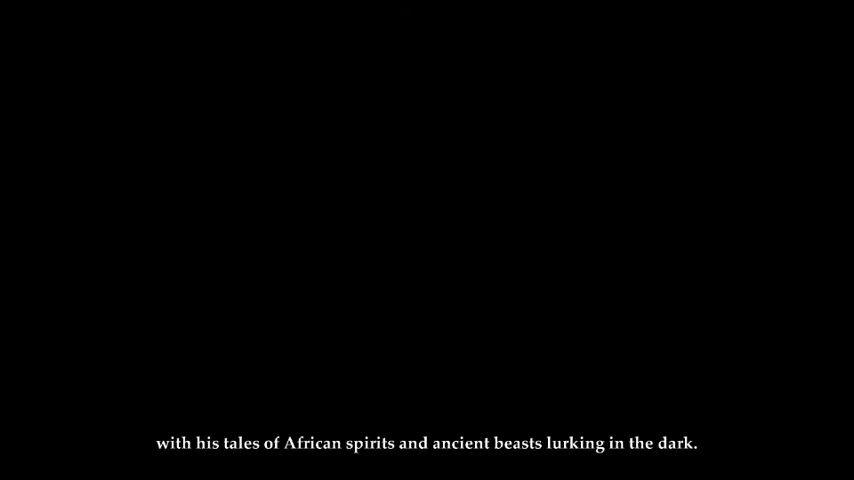 with his tales of African spirits and ancient beasts lurking in the dark.